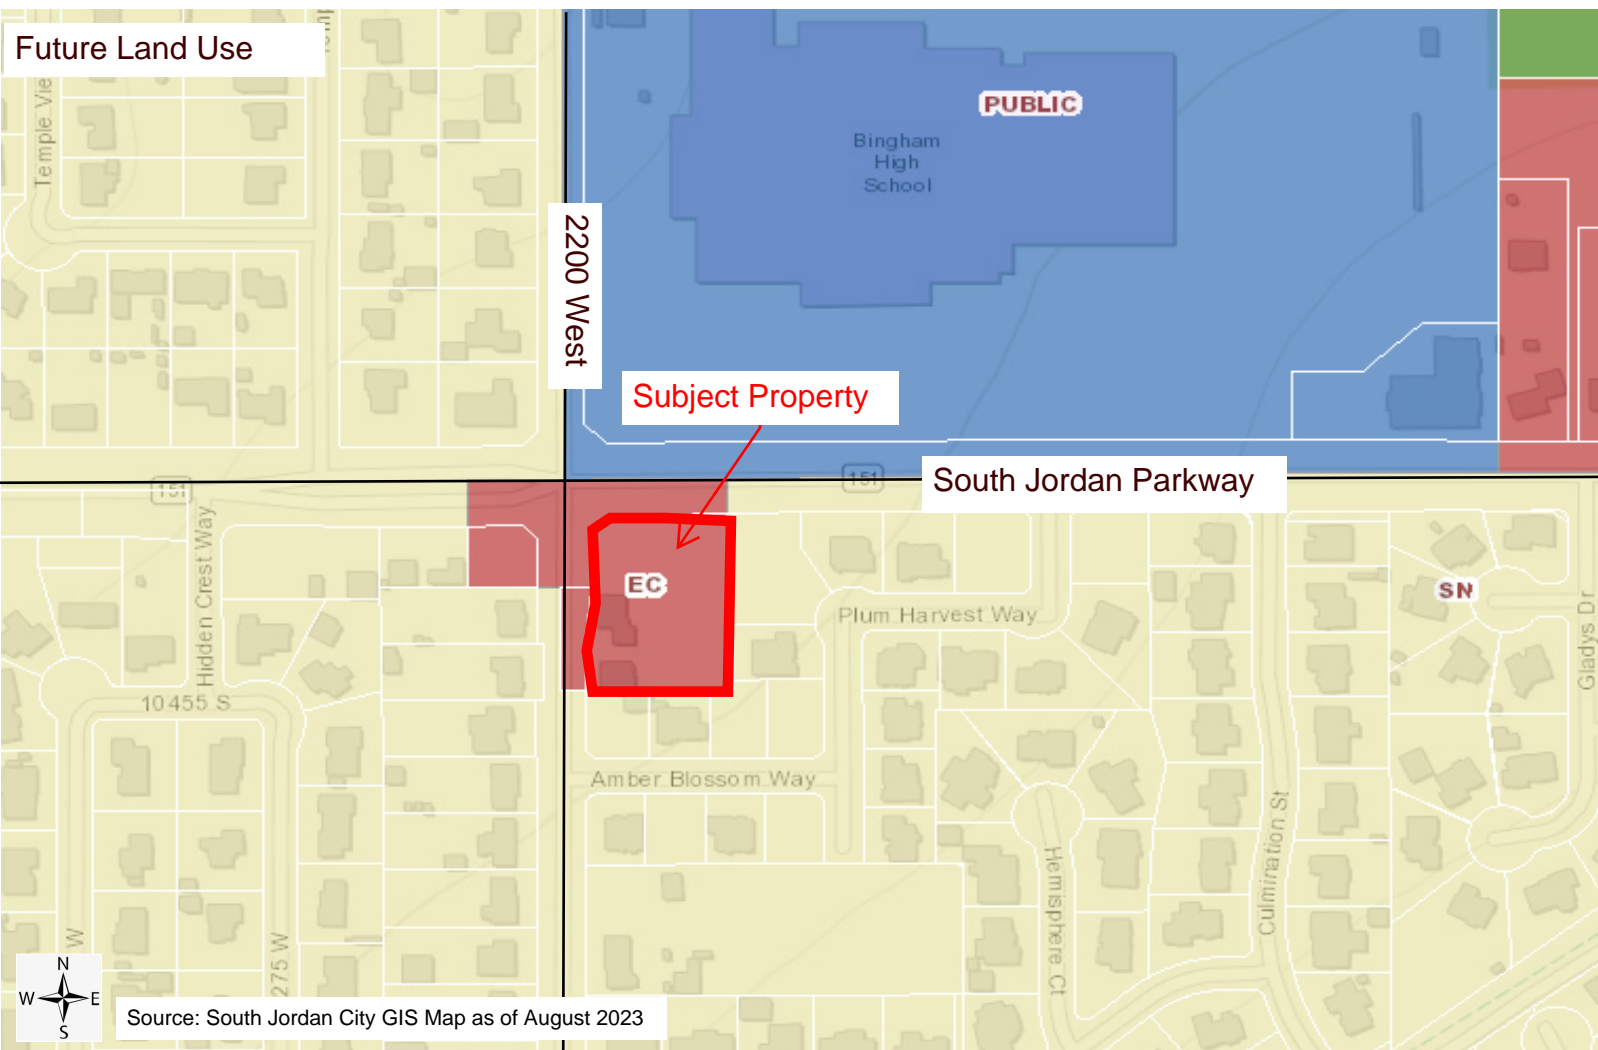 Future Land Use
Temple Vie
PUBLIC
Bingham
High
School
2200 West
Subject Property
151
151
South Jordan Parkway
Hidden Crest Way
EC
SN
Plum Harvest Way
Gladys Dr
10455 S
Amber Blossom Way
Culmination St
Hemisphere Ct
W
275 W
N
W
E
S
Source: South Jordan City GIS Map as of August 2023